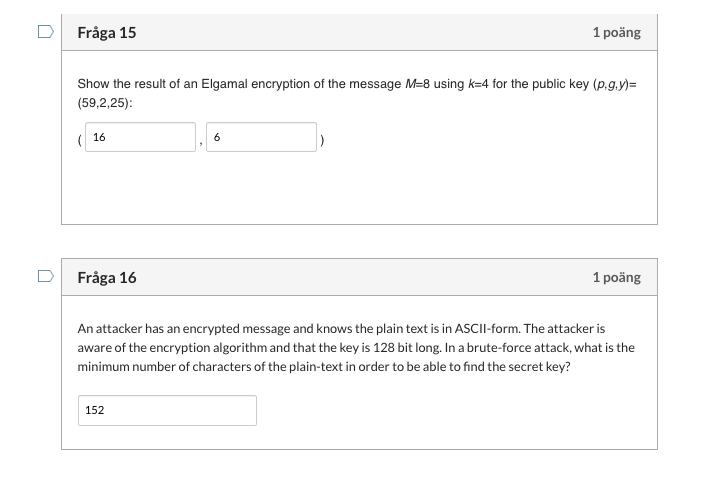 Fråga 15 1 poäng
Show the result of an Elgamal encryption of the message M=8 using k=4 for the public key (p,g,y)=
(59,2,25):
( 16 , 6 )
Fråga 16 1 poäng
An attacker has an encrypted message and knows the plain text is in ASCII-form. The attacker is
aware of the encryption algorithm and that the key is 128 bit long. In a brute-force attack, what is the
minimum number of characters of the plain-text in order to be able to find the secret key?
152